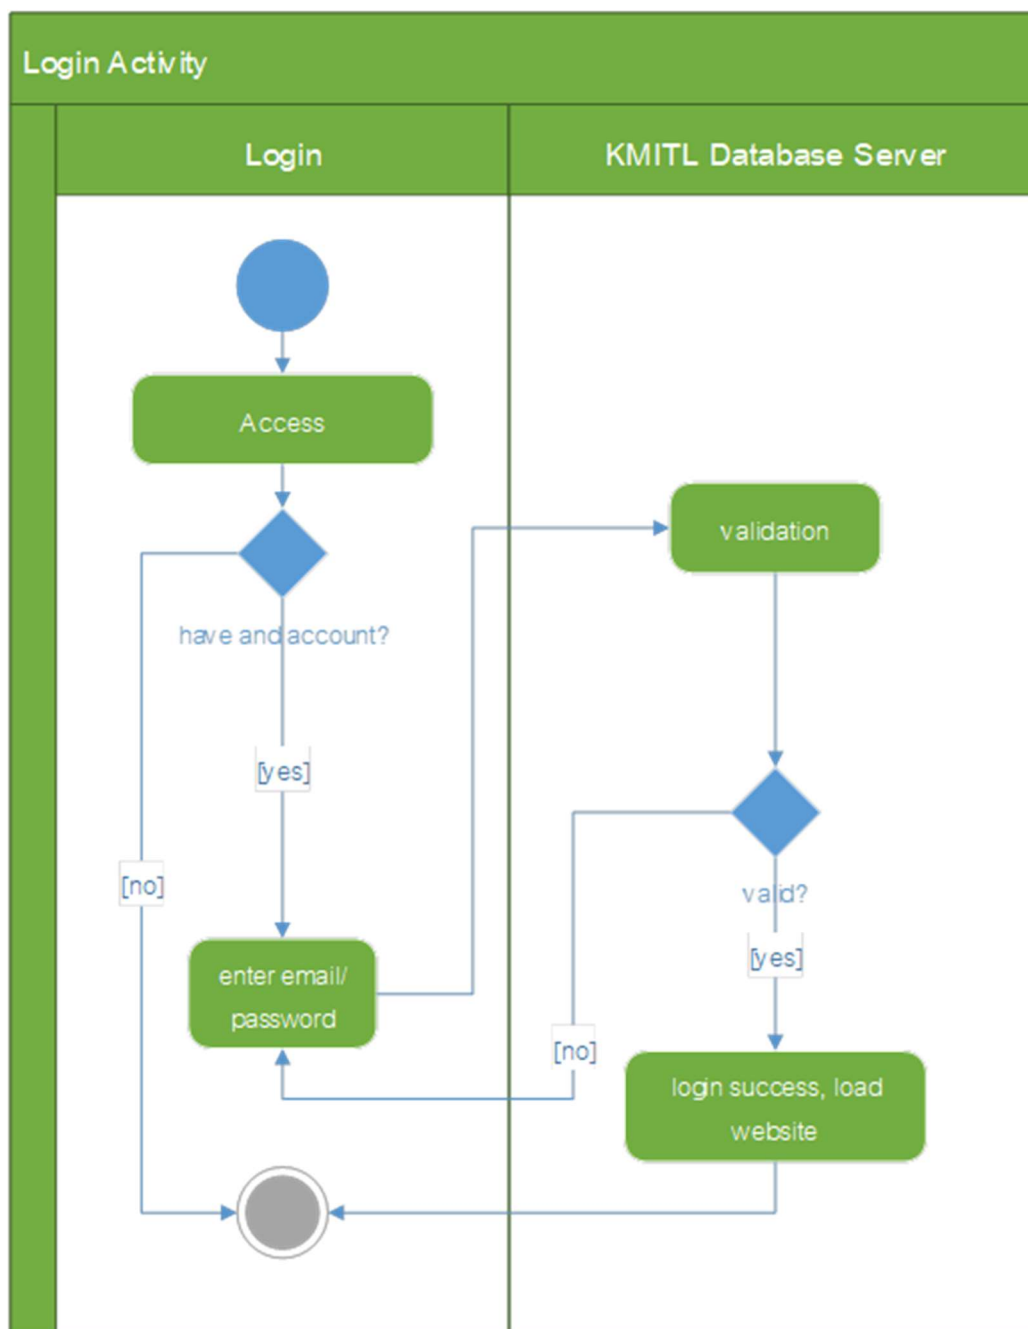 Login Activity
Login
KMITL Database Server
Access
validation
have and account?
[yes]
[no]
valid?
[yes]
enter email/
password
[no]
login success, load
website